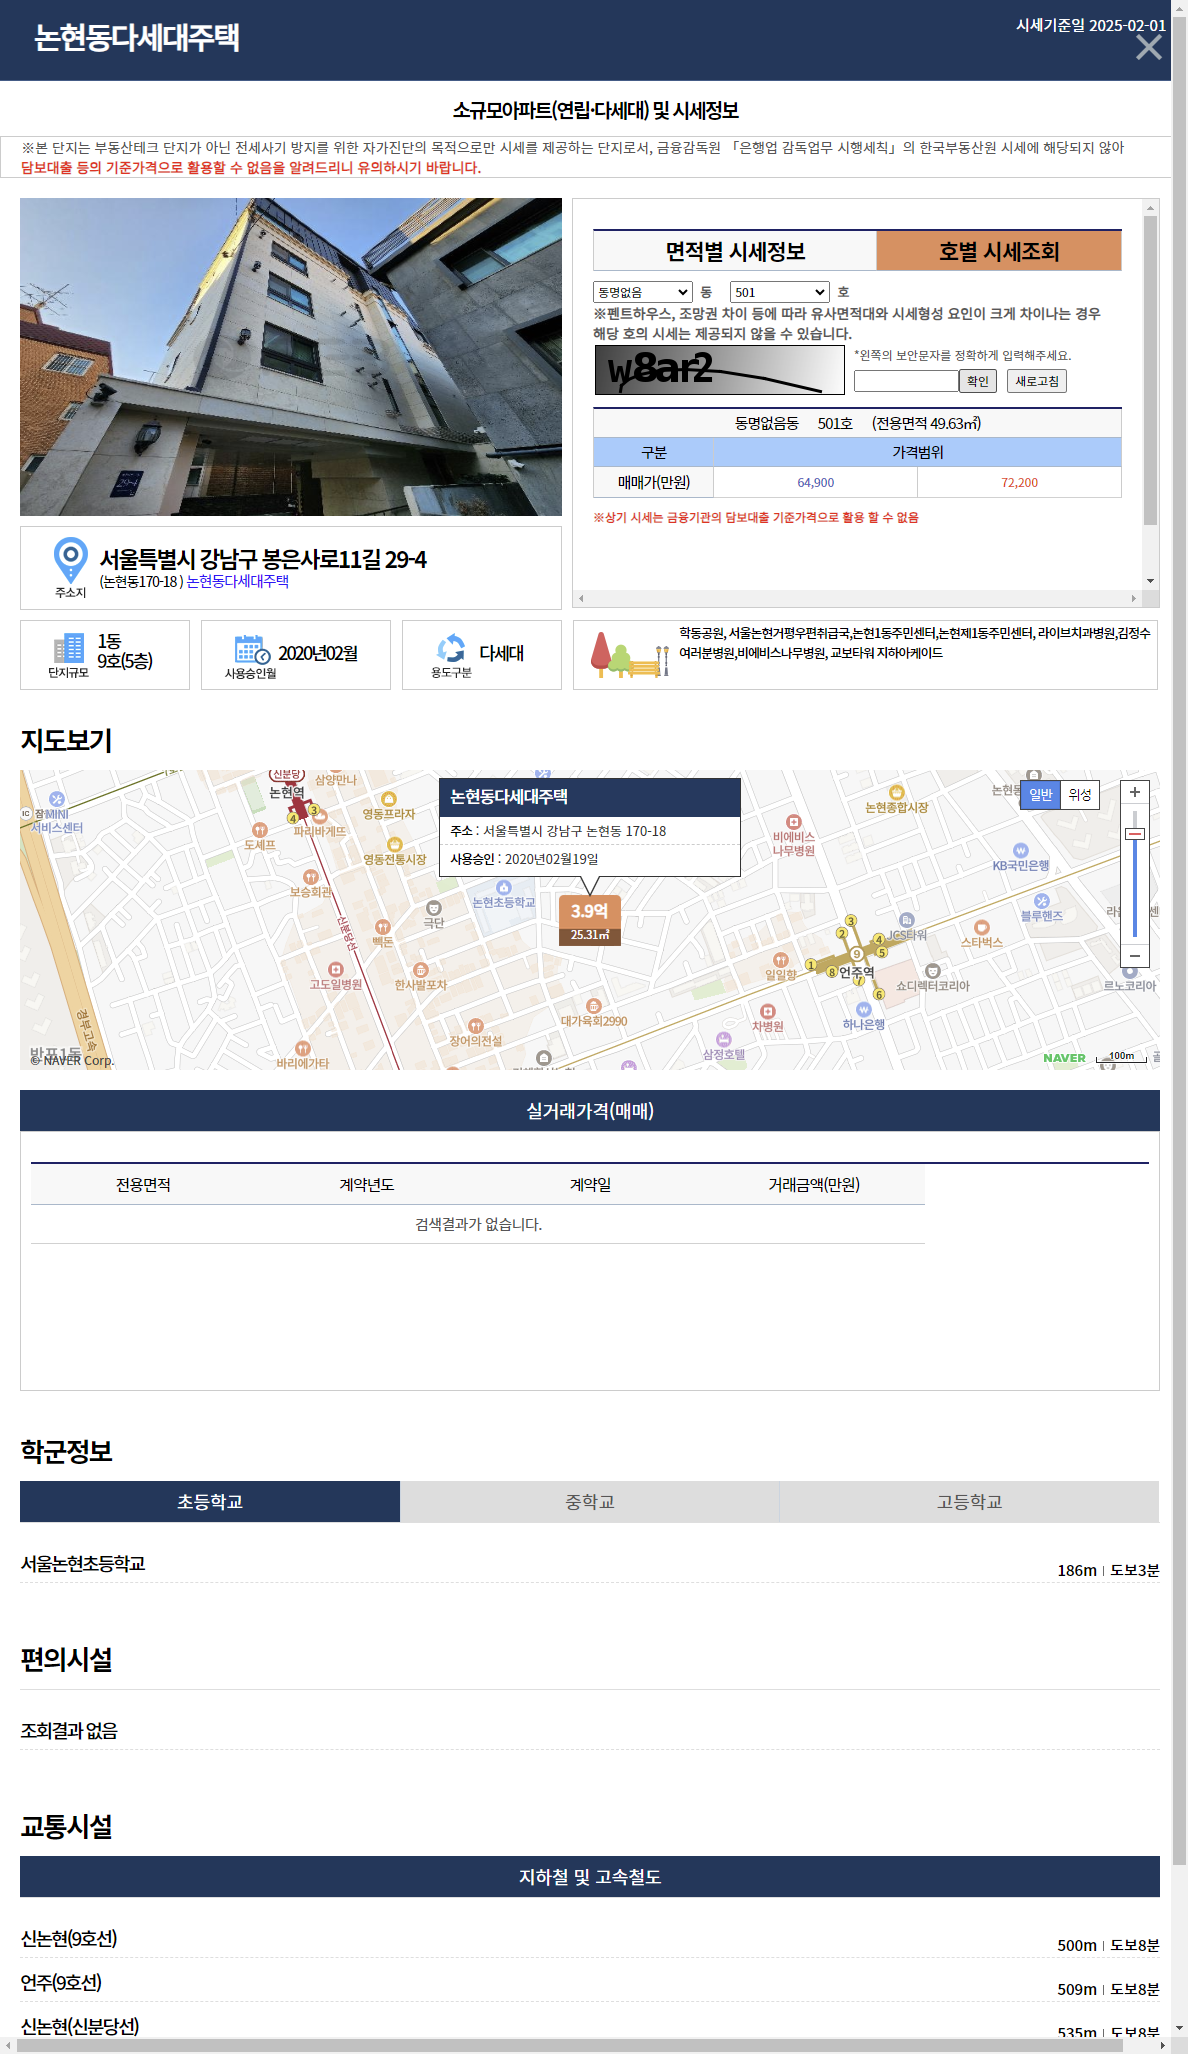 논현동다세대주택
시세기준일 2025-02-01
소규모아파트(연립·다세대) 및 시세정보
※본 단지는 부동산테크 단지가 아닌 전세사기 방지를 위한 자가진단의 목적으로만 시세를 제공하는 단지로서, 금융감독원 「은행업 감독업무 시행세칙」의 한국부동산원 시세에 해당되지 않아
담보대출 등의 기준가격으로 활용할 수 없음을 알려드리니 유의하시기 바랍니다.
면적별 시세정보 호별 시세조회
동명없음 동 501 호
※펜트하우스, 조망권 차이 등에 따라 유사면적대와 시세형성 요인이 크게 차이나는 경우
해당 호의 시세는 제공되지 않을 수 있습니다.
w8ar2
*왼쪽의 보안문자를 정확하게 입력해주세요.
확인 새로고침
동명없음동 501호 (전용면적 49.63㎡)
구분 가격범위
매매가(만원) 64,900 72,200
※상기 시세는 금융기관의 담보대출 기준가격으로 활용 할 수 없음
29-4
주소지
서울특별시 강남구 봉은사로11길 29-4
(논현동170-18 ) 논현동다세대주택
단지규모
1동
9호(5층)
사용승인월
2020년02월
용도구분
다세대
학동공원, 서울논현거평우편취급국,논현1동주민센터,논현제1동주민센터, 라이브치과병원,김정수
여러분병원,비에비스나무병원, 교보타워 지하아케이드
지도보기
신분당
논현역
삼양만나
3
4
IC 잠
MINI
서비스센터
영동프라자
파리바게뜨
도셰프
영동전통시장
보승회관
신분당선
극단
벡돈
고도일병원
한사발포차
논현초등학교
논현동다세대주택
주소 : 서울특별시 강남구 논현동 170-18
사용승인 : 2020년02월19일
3.9억
25.31㎡
비에비스
나무병원
논현종합시장
논현동
일반 위성
KB국민은행
블루핸즈
JCS타워
스타벅스
1 2 3 4 5 6 7 8 9
언주역
일일향
쇼디렉터코리아
르노코리아
하나은행
차병원
삼정호텔
대가육회2990
장어의전설
바리에가타
경부고속
반포1동
© NAVER Corp.
NAVER
100m
실거래가격(매매)
전용면적 계약년도 계약일 거래금액(만원)
검색결과가 없습니다.
학군정보
초등학교 중학교 고등학교
서울논현초등학교 186m | 도보3분
편의시설
조회결과 없음
교통시설
지하철 및 고속철도
신논현(9호선) 500m | 도보8분
언주(9호선) 509m | 도보8분
신논현(신분당선) 535m | 도보8분